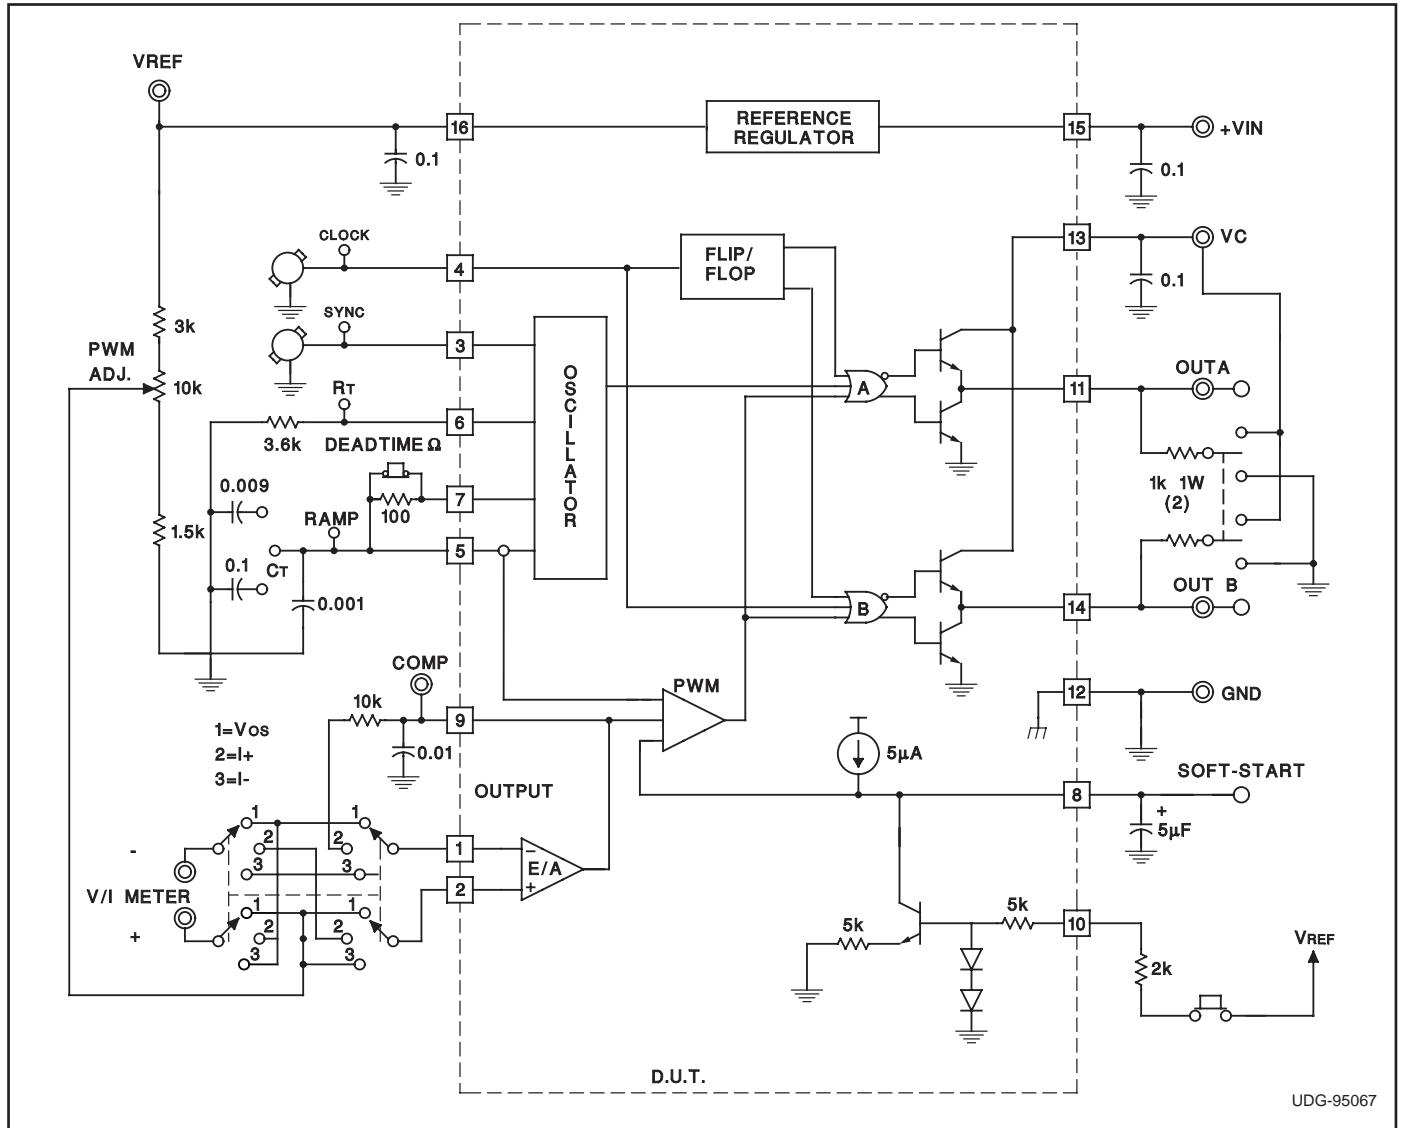 VREF
REFERENCE
REGULATOR
16
15
+VIN
0.1
0.1
CLOCK
4
FLIP/
FLOP
13
VC
0.1
SYNC
3
3k
PWM
ADJ.
10k
OSCILLATOR
A
11
OUT A
RT
6
3.6k
DEADTIME Ω
7
100
0.009
RAMP
1k 1W
(2)
1.5k
5
CT
0.1
0.001
B
14
OUT B
COMP
PWM
10k
9
12
GND
1=VOS
2=I+
3=I-
0.01
5µA
SOFT-START
OUTPUT
8
+
5µF
1
1
2
2
3
3
-
1
–
E/A
2
+
V/I METER
1
1
2
2
+
3
3
5k
5k
10
VREF
2k
D.U.T.
UDG-95067